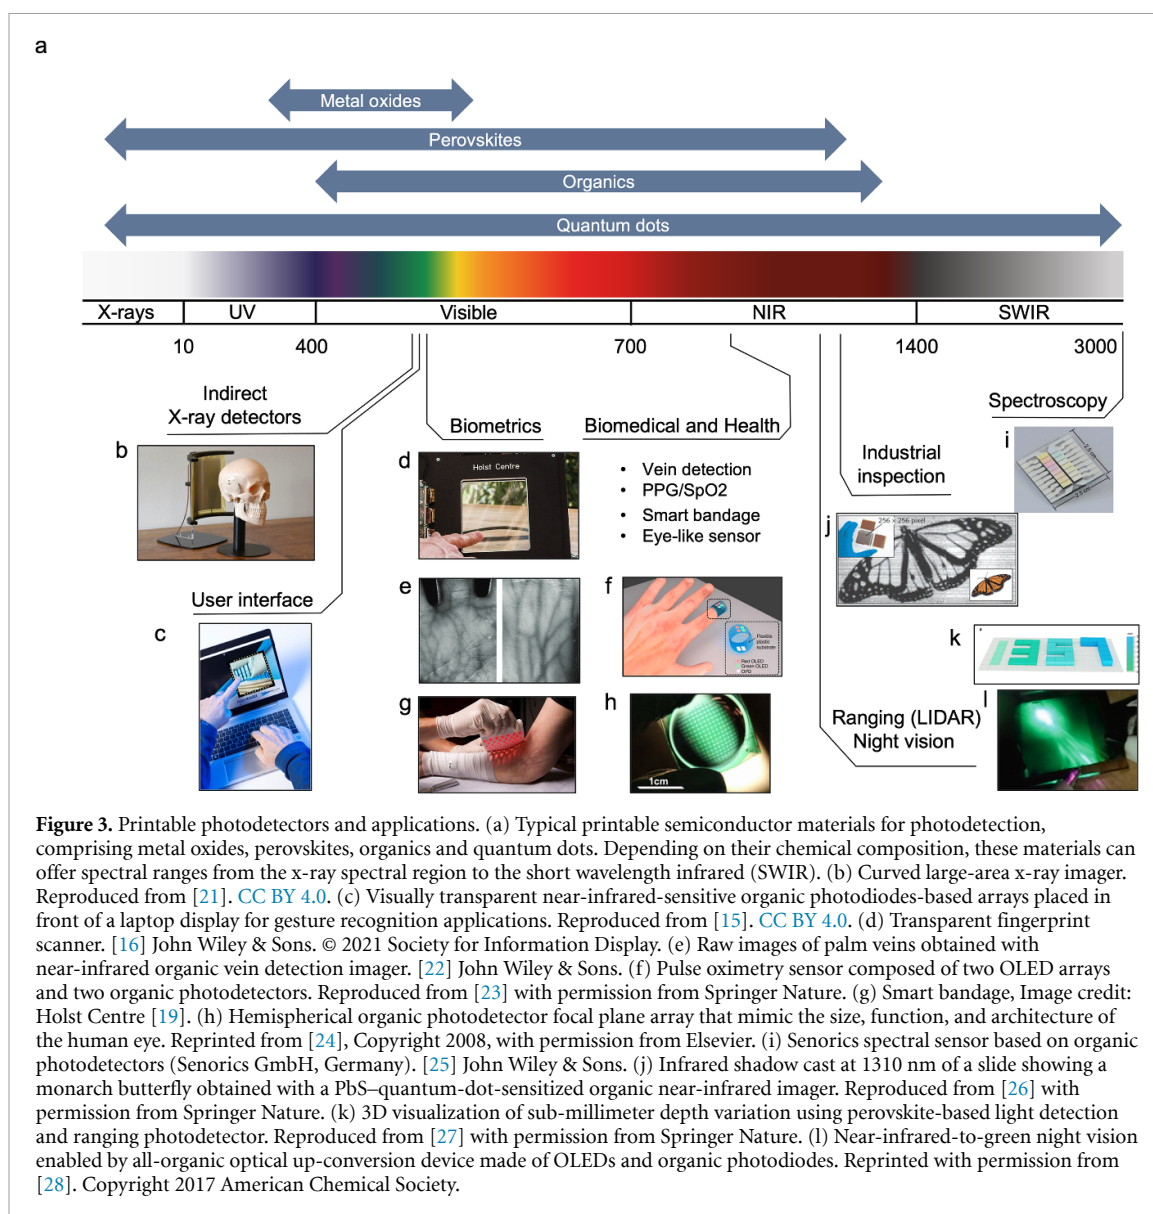 a
Metal oxides
Perovskites
Organics
Quantum dots
X-rays UV Visible NIR SWIR
10 400 700 1400 3000
Indirect
X-ray detectors
b
User interface
c
Biometrics
d
Holst Centre
e
g
Biomedical and Health
• Vein detection
• PPG/SpO2
• Smart bandage
• Eye-like sensor
f
Flexible
plastic
substrate
Red OLED
Green OLED
OPD
h
1cm
Industrial
inspection
j
256 × 256 pixel
Spectroscopy
i
2.5 cm
2.5 cm
k
Ranging (LIDAR)
Night vision
l
Figure 3. Printable photodetectors and applications. (a) Typical printable semiconductor materials for photodetection,
comprising metal oxides, perovskites, organics and quantum dots. Depending on their chemical composition, these materials can
offer spectral ranges from the x-ray spectral region to the short wavelength infrared (SWIR). (b) Curved large-area x-ray imager.
Reproduced from [21]. CC BY 4.0. (c) Visually transparent near-infrared-sensitive organic photodiodes-based arrays placed in
front of a laptop display for gesture recognition applications. Reproduced from [15]. CC BY 4.0. (d) Transparent fingerprint
scanner. [16] John Wiley & Sons. © 2021 Society for Information Display. (e) Raw images of palm veins obtained with
near-infrared organic vein detection imager. [22] John Wiley & Sons. (f) Pulse oximetry sensor composed of two OLED arrays
and two organic photodetectors. Reproduced from [23] with permission from Springer Nature. (g) Smart bandage, Image credit:
Holst Centre [19]. (h) Hemispherical organic photodetector focal plane array that mimic the size, function, and architecture of
the human eye. Reprinted from [24], Copyright 2008, with permission from Elsevier. (i) Senorics spectral sensor based on organic
photodetectors (Senorics GmbH, Germany). [25] John Wiley & Sons. (j) Infrared shadow cast at 1310 nm of a slide showing a
monarch butterfly obtained with a PbS–quantum-dot-sensitized organic near-infrared imager. Reproduced from [26] with
permission from Springer Nature. (k) 3D visualization of sub-millimeter depth variation using perovskite-based light detection
and ranging photodetector. Reproduced from [27] with permission from Springer Nature. (l) Near-infrared-to-green night vision
enabled by all-organic optical up-conversion device made of OLEDs and organic photodiodes. Reprinted with permission from
[28]. Copyright 2017 American Chemical Society.